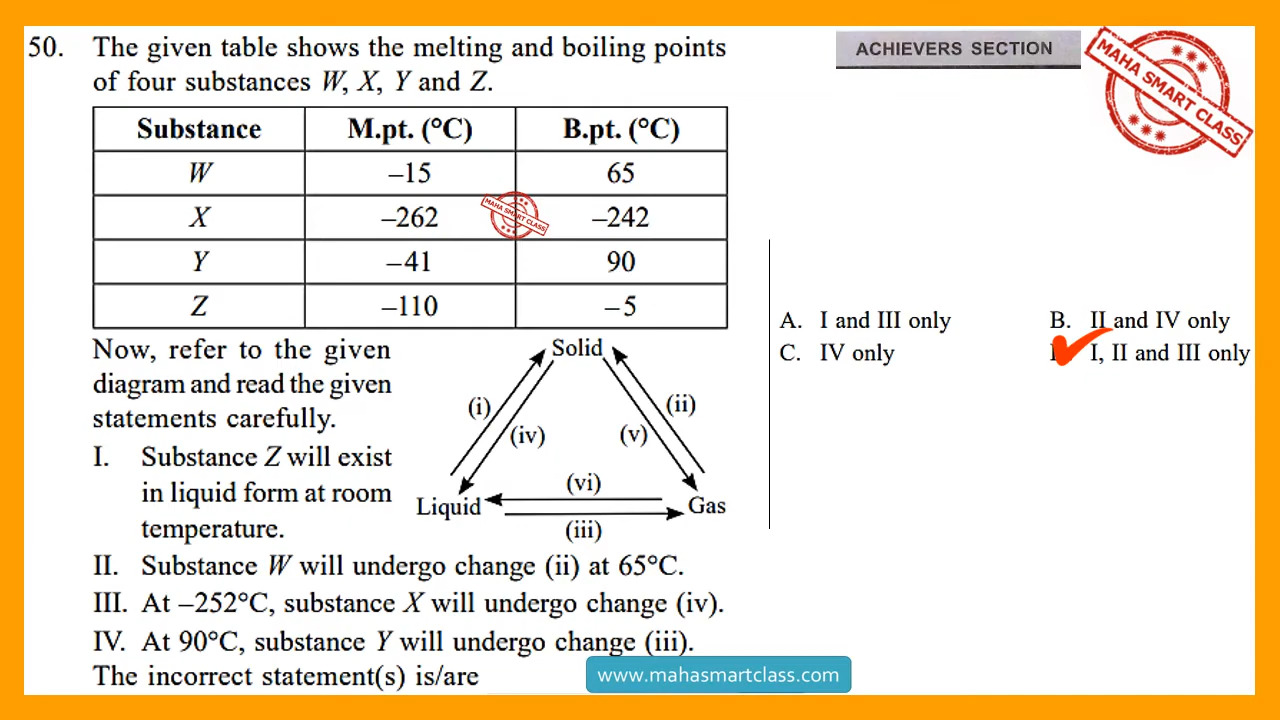 50. The given table shows the melting and boiling points
of four substances W, X, Y and Z.
ACHIEVERS SECTION
MAHA SMART CLASS
Substance M.pt. (°C) B.pt. (°C)
W –15 65
X –262 –242
MAHA SMART CLASS
Y –41 90
Z –110 –5
Now, refer to the given
diagram and read the given
statements carefully.
Solid
(i)
(ii)
(iv)
(v)
(vi)
Liquid
Gas
(iii)
I. Substance Z will exist
in liquid form at room
temperature.
II. Substance W will undergo change (ii) at 65°C.
III. At –252°C, substance X will undergo change (iv).
IV. At 90°C, substance Y will undergo change (iii).
The incorrect statement(s) is/are
A. I and III only B. II and IV only
C. IV only I, II and III only
www.mahasmartclass.com